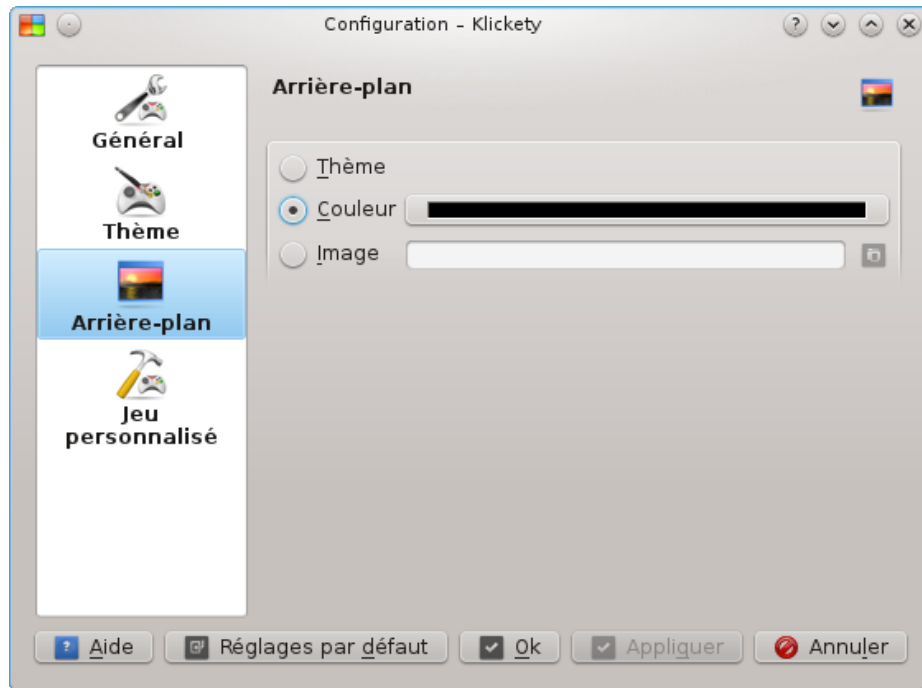 Configuration – Klickety
Général
Thème
Arrière-plan
Jeu
personnalisé
Arrière-plan
Thème
Couleur
Image
Aide
Réglages par défaut
Ok
Appliquer
Annuler